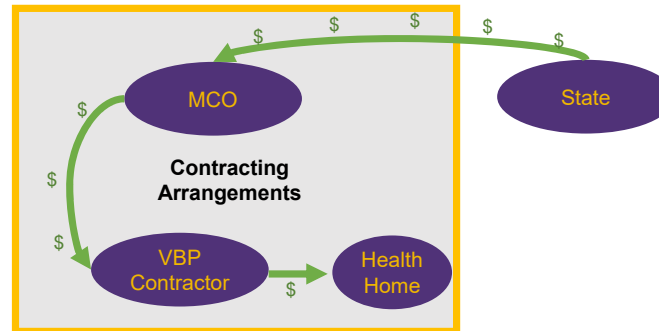 $ $ $ $ $
MCO
State
$
Contracting
Arrangements
$
$
VBP
Contractor
$
Health
Home